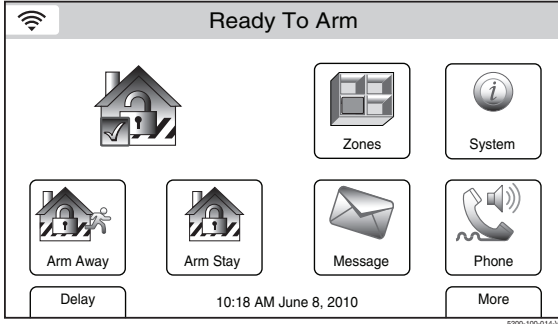 Ready To Arm
Zones
System
Arm Away
Arm Stay
Message
Phone
Delay
10:18 AM June 8, 2010
More